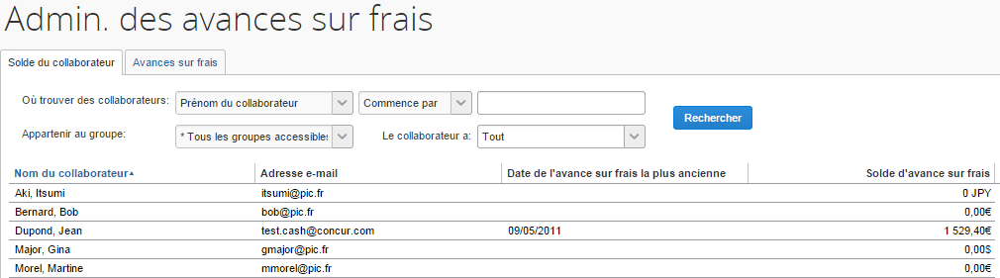 Admin. des avances sur frais
Solde du collaborateur Avances sur frais
Où trouver des collaborateurs: Prénom du collaborateur Commence par
Rechercher
Appartenir au groupe: * Tous les groupes accessibles Le collaborateur a: Tout
Nom du collaborateur Adresse e-mail Date de l'avance sur frais la plus ancienne Solde d'avance sur frais
Aki, Itsumi itsumi@pic.fr 0 JPY
Bernard, Bob bob@pic.fr 0,00€
Dupond, Jean test.cash@concur.com 09/05/2011 1 529,40€
Major, Gina gmajor@pic.fr 0,00$
Morel, Martine mmorel@pic.fr 0,00€